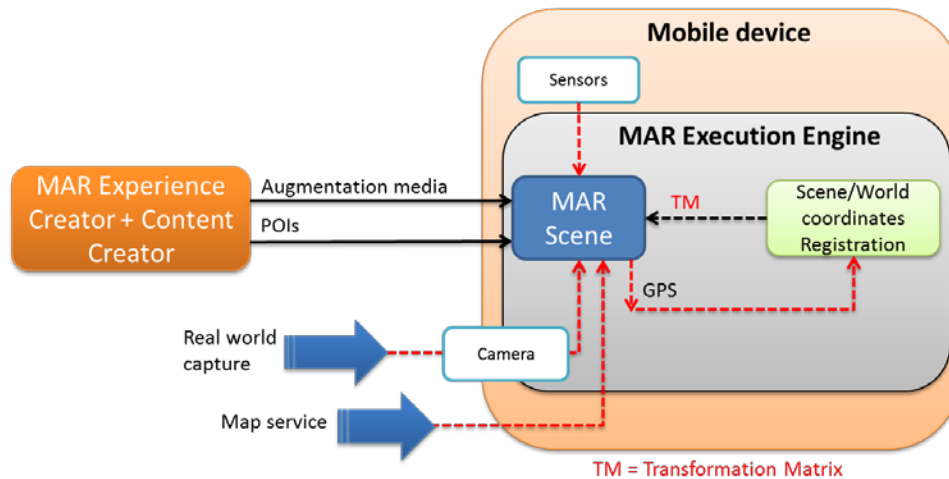 Mobile device
Sensors
MAR Execution Engine
MAR Experience
Creator + Content
Creator
Augmentation media
POIs
MAR
Scene
TM
Scene/World
coordinates
Registration
GPS
Real world
capture
Camera
Map service
TM = Transformation Matrix